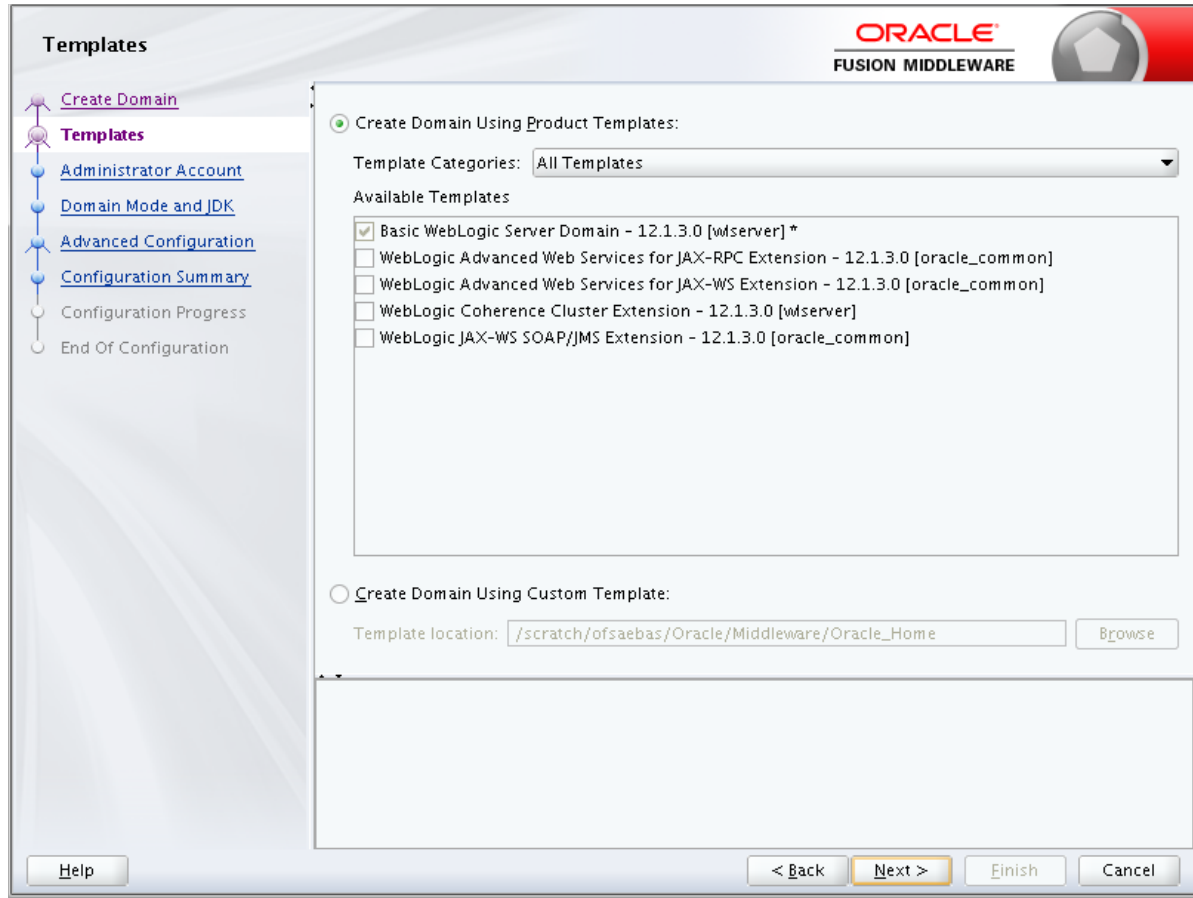 Templates
ORACLE
FUSION MIDDLEWARE
Create Domain
Templates
Administrator Account
Domain Mode and JDK
Advanced Configuration
Configuration Summary
Configuration Progress
End Of Configuration
Create Domain Using Product Templates:
Template Categories: All Templates
Available Templates
Basic WebLogic Server Domain - 12.1.3.0 [wlserver] *
WebLogic Advanced Web Services for JAX-RPC Extension - 12.1.3.0 [oracle_common]
WebLogic Advanced Web Services for JAX-WS Extension - 12.1.3.0 [oracle_common]
WebLogic Coherence Cluster Extension - 12.1.3.0 [wlserver]
WebLogic JAX-WS SOAP/JMS Extension - 12.1.3.0 [oracle_common]
Create Domain Using Custom Template:
Template location: /scratch/ofsaebas/Oracle/Middleware/Oracle_Home Browse
Help < Back Next > Finish Cancel